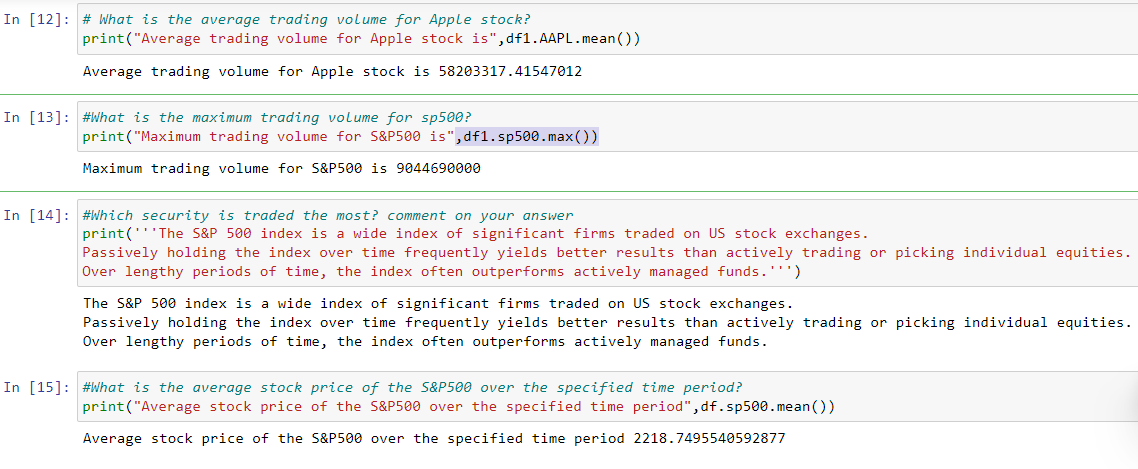 In [12]: # What is the average trading volume for Apple stock?
print("Average trading volume for Apple stock is",df1.AAPL.mean())
Average trading volume for Apple stock is 58203317.41547012
In [13]: #What is the maximum trading volume for sp500?
print("Maximum trading volume for S&P500 is",df1.sp500.max())
Maximum trading volume for S&P500 is 9044690000
In [14]: #Which security is traded the most? comment on your answer
print('''The S&P 500 index is a wide index of significant firms traded on US stock exchanges.
Passively holding the index over time frequently yields better results than actively trading or picking individual equities.
Over lengthy periods of time, the index often outperforms actively managed funds.''')
The S&P 500 index is a wide index of significant firms traded on US stock exchanges.
Passively holding the index over time frequently yields better results than actively trading or picking individual equities.
Over lengthy periods of time, the index often outperforms actively managed funds.
In [15]: #What is the average stock price of the S&P500 over the specified time period?
print("Average stock price of the S&P500 over the specified time period",df.sp500.mean())
Average stock price of the S&P500 over the specified time period 2218.7495540592877